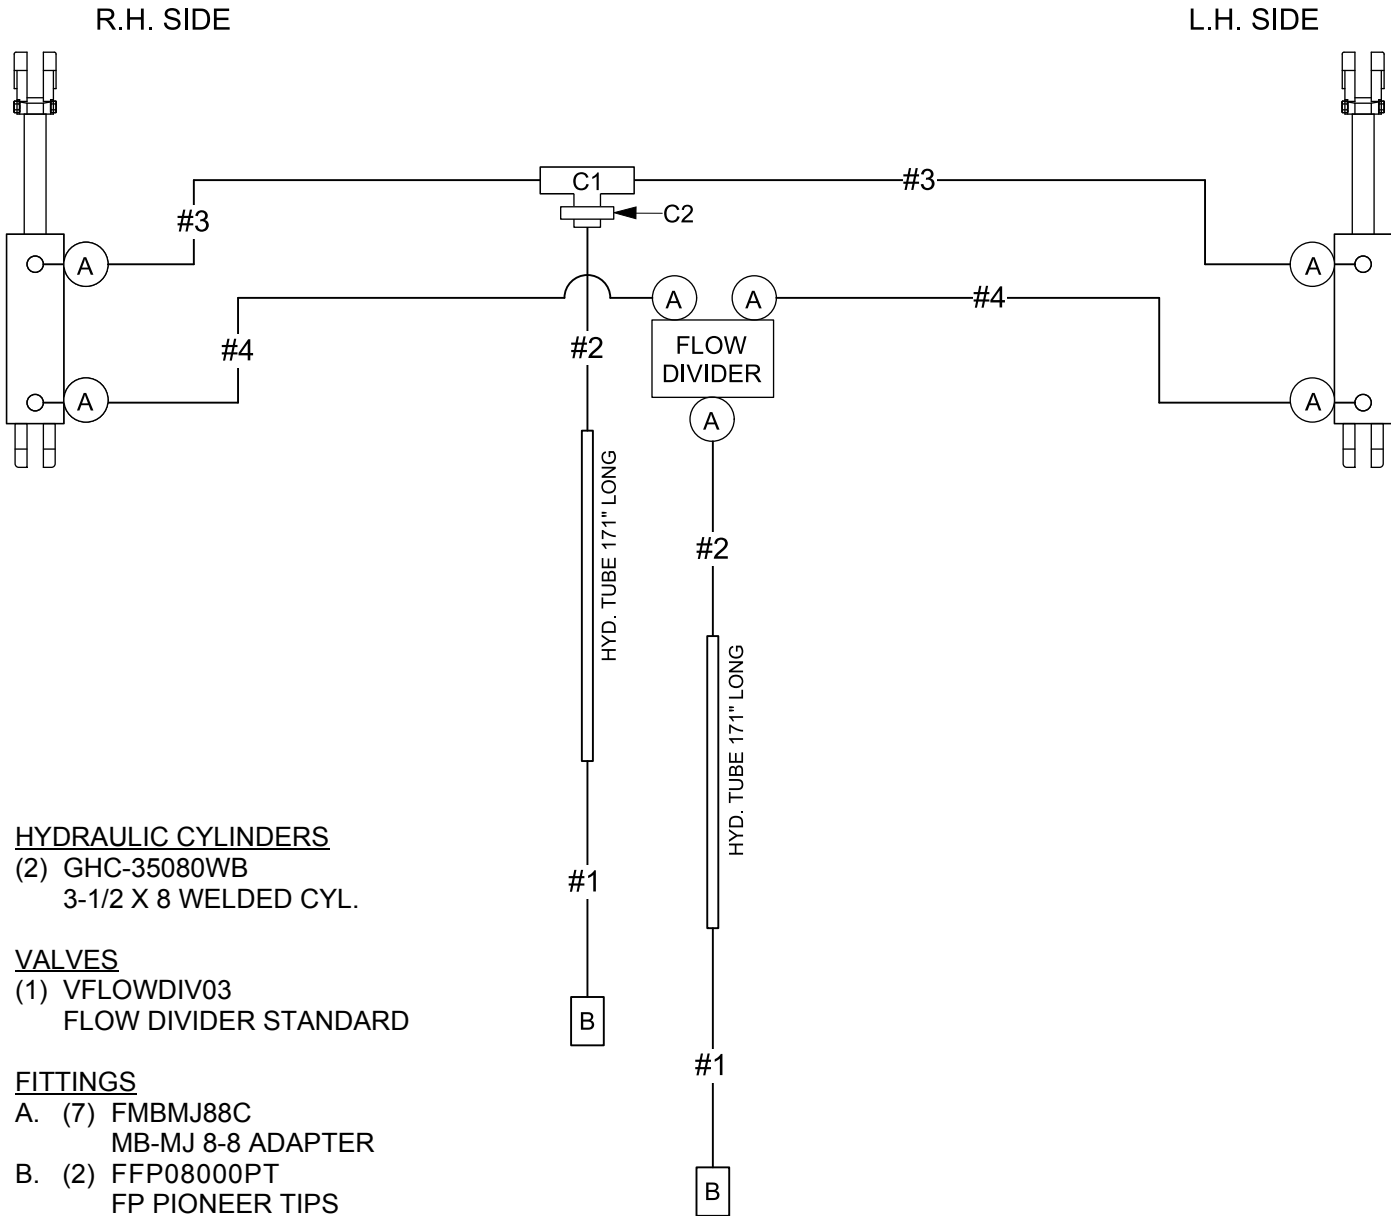 R.H. SIDE
L.H. SIDE
C1
#3
#3
C2
A
A
A
A
#4
#4
#2
FLOW
DIVIDER
A
A
A
HYD. TUBE 171" LONG
#2
HYD. TUBE 171" LONG
#1
B
#1
B
HYDRAULIC CYLINDERS
(2) GHC-35080WB
3-1/2 X 8 WELDED CYL.
VALVES
(1) VFLOWDIV03
FLOW DIVIDER STANDARD
FITTINGS
A. (7) FMBMJ88C
MB-MJ 8-8 ADAPTER
B. (2) FFP08000PT
FP PIONEER TIPS